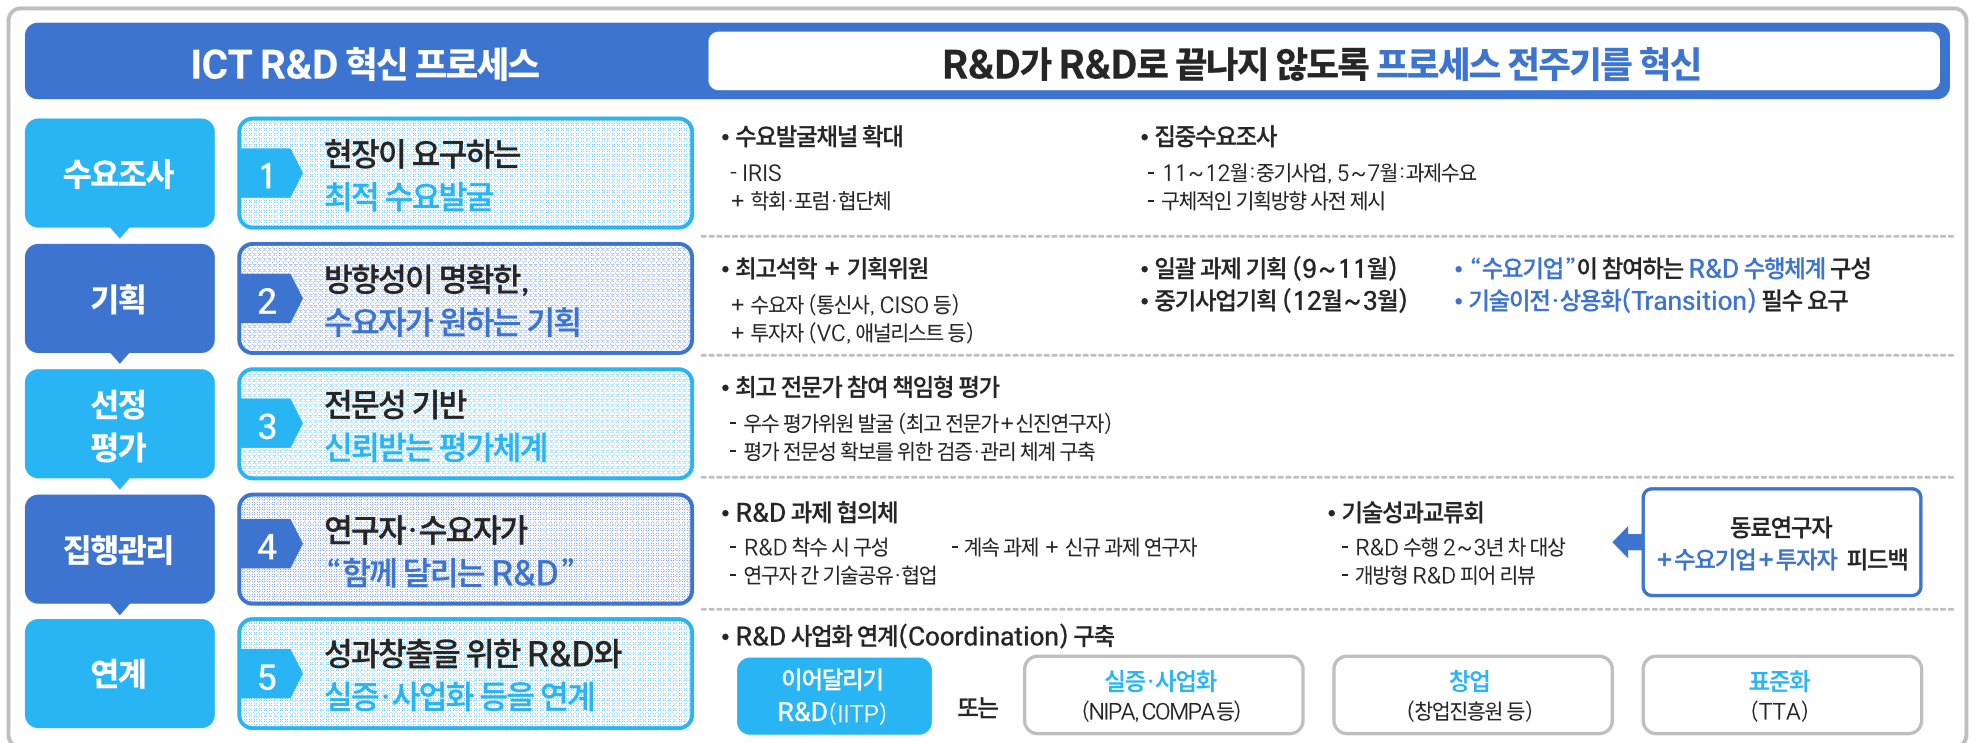 ICT R&D 혁신 프로세스
R&D가 R&D로 끝나지 않도록 프로세스 전주기를 혁신
수요조사
1
현장이 요구하는
최적 수요발굴
• 수요발굴채널 확대
- IRIS
+ 학회·포럼·협단체
• 집중수요조사
- 11~12월:중기사업, 5~7월:과제수요
- 구체적인 기획방향 사전 제시
기획
2
방향성이 명확한,
수요자가 원하는 기획
• 최고석학 + 기획위원
+ 수요자 (통신사, CISO 등)
+ 투자자 (VC, 애널리스트 등)
• 일괄 과제 기획 (9~11월)
• 중기사업기획 (12월~3월)
• “수요기업”이 참여하는 R&D 수행체계 구성
• 기술이전·상용화(Transition) 필수 요구
선정
평가
3
전문성 기반
신뢰받는 평가체계
• 최고 전문가 참여 책임형 평가
- 우수 평가위원 발굴 (최고 전문가+신진연구자)
- 평가 전문성 확보를 위한 검증·관리 체계 구축
집행관리
4
연구자·수요자가
“함께 달리는 R&D”
• R&D 과제 협의체
- R&D 착수 시 구성
- 연구자 간 기술공유·협업
- 계속 과제 + 신규 과제 연구자
• 기술성과교류회
- R&D 수행 2~3년 차 대상
- 개방형 R&D 피어 리뷰
동료연구자
+수요기업+투자자 피드백
연계
5
성과창출을 위한 R&D와
실증·사업화 등을 연계
• R&D 사업화 연계(Coordination) 구축
이어달리기
R&D(IITP)
또는
실증·사업화
(NIPA, COMPA등)
창업
(창업진흥원 등)
표준화
(TTA)